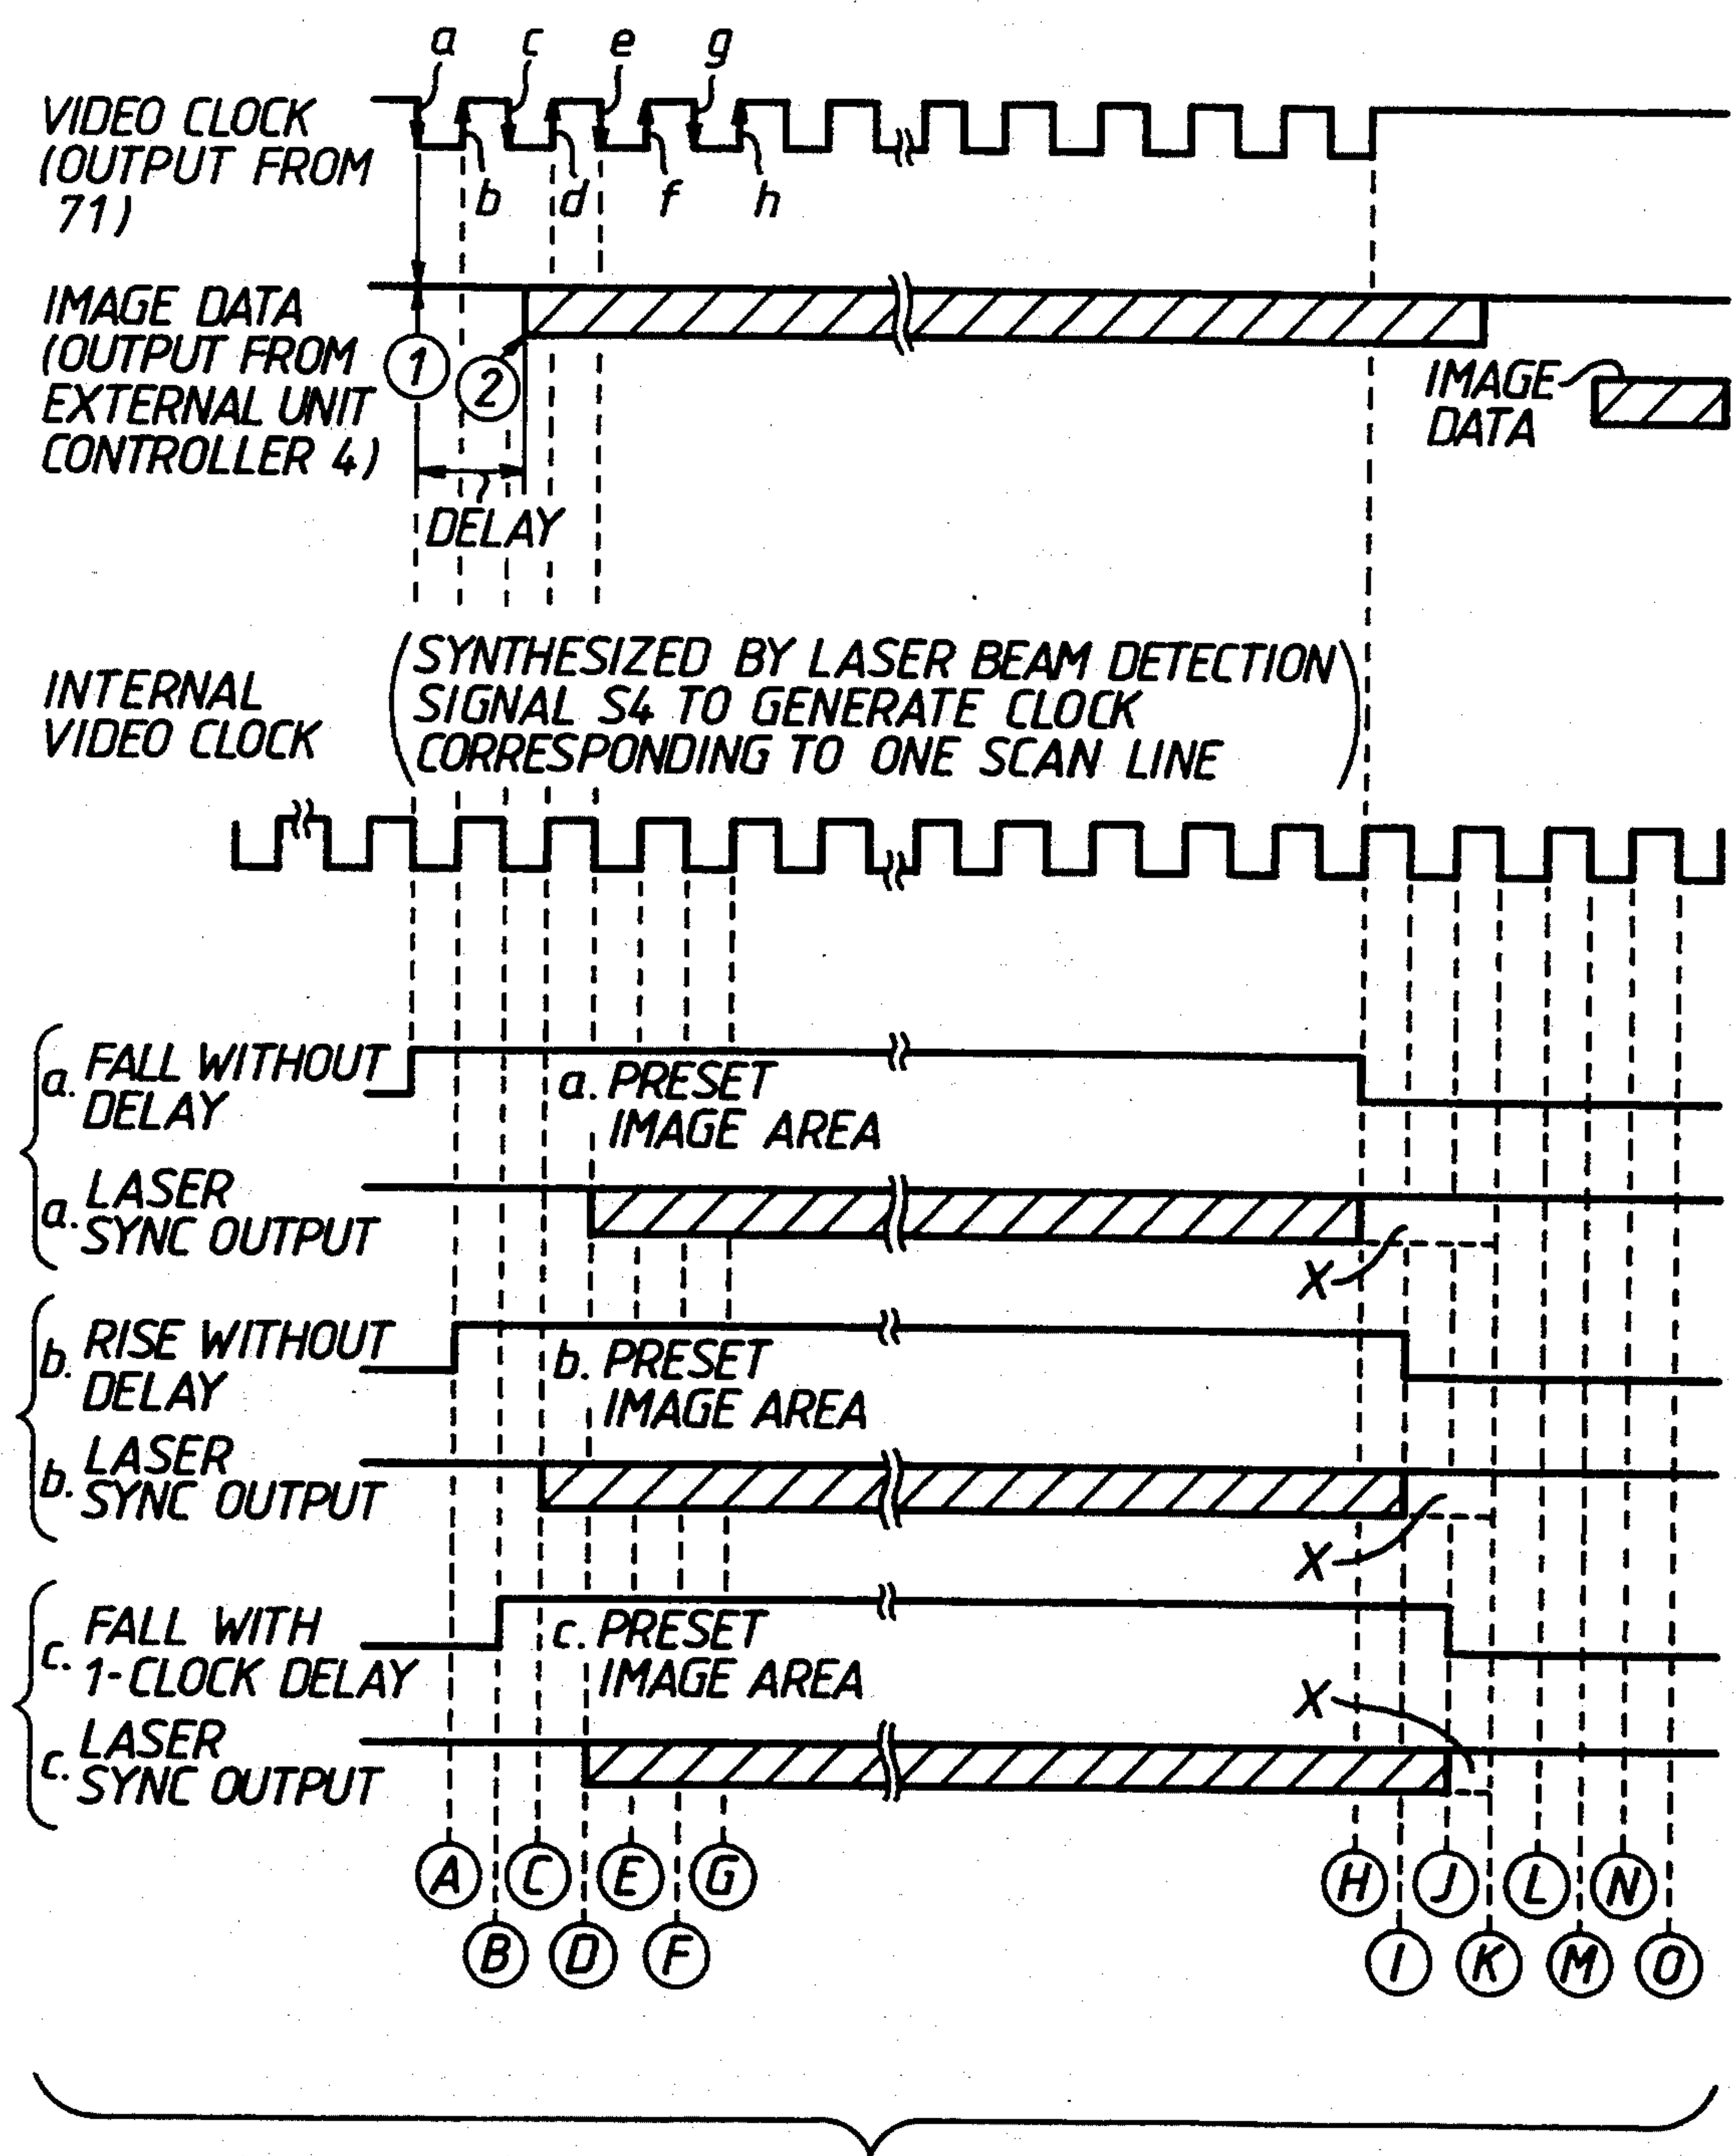 a c e g
VIDEO CLOCK
(OUTPUT FROM
71)
b d f h
IMAGE DATA
(OUTPUT FROM
EXTERNAL UNIT
CONTROLLER 4)
1
2
IMAGE
DATA
DELAY
INTERNAL
VIDEO CLOCK
(SYNTHESIZED BY LASER BEAM DETECTION
SIGNAL S4 TO GENERATE CLOCK
CORRESPONDING TO ONE SCAN LINE)
a. FALL WITHOUT
DELAY
a. PRESET
IMAGE AREA
a. LASER
SYNC OUTPUT
X
b. RISE WITHOUT
DELAY
b. PRESET
IMAGE AREA
b. LASER
SYNC OUTPUT
X
c. FALL WITH
1-CLOCK DELAY
c. PRESET
IMAGE AREA
X
c. LASER
SYNC OUTPUT
A C E G H J L N
B D F I K M O